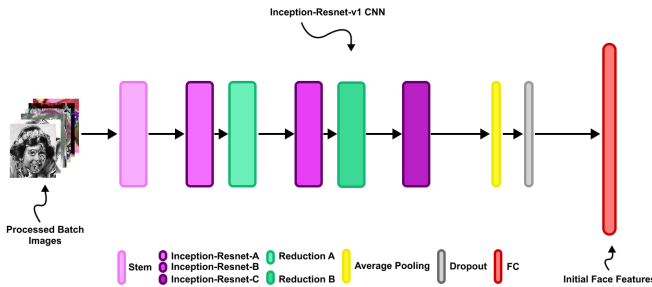 Inception-Resnet-v1 CNN
Processed Batch
Images
Stem
Inception-Resnet-A
Inception-Resnet-B
Inception-Resnet-C
Reduction A
Reduction B
Average Pooling
Dropout
FC
Initial Face Features